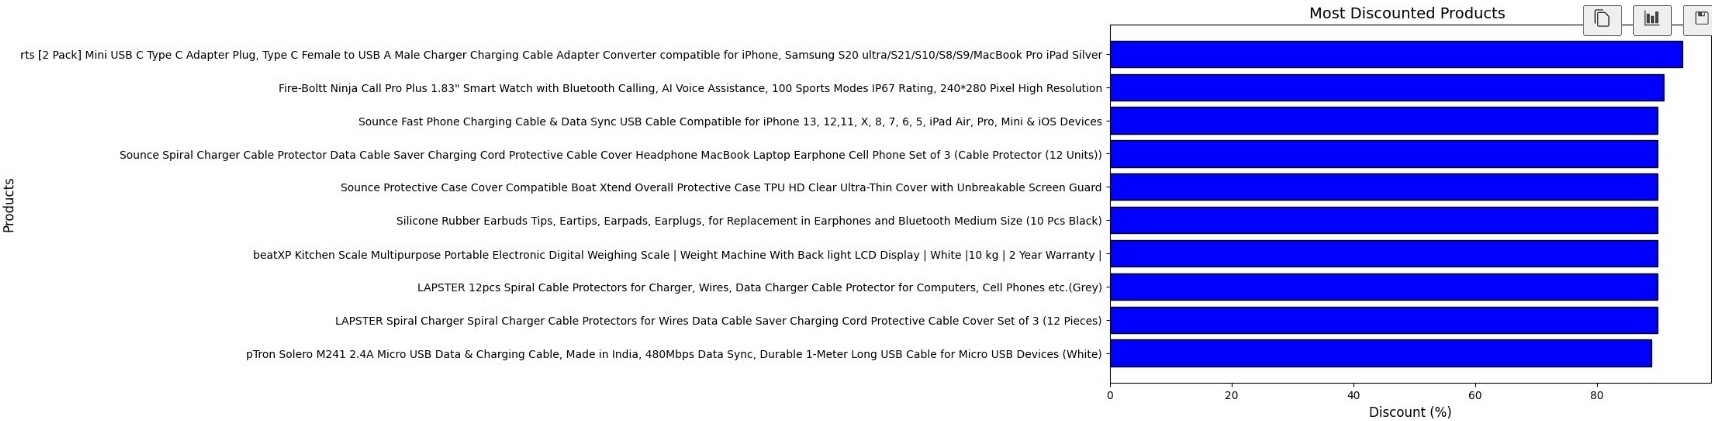 Most Discounted Products
rts [2 Pack] Mini USB C Type C Adapter Plug, Type C Female to USB A Male Charger Charging Cable Adapter Converter compatible for iPhone, Samsung S20 ultra/S21/S10/S8/S9/MacBook Pro iPad Silver
Fire-Boltt Ninja Call Pro Plus 1.83" Smart Watch with Bluetooth Calling, AI Voice Assistance, 100 Sports Modes IP67 Rating, 240*280 Pixel High Resolution
Sounce Fast Phone Charging Cable & Data Sync USB Cable Compatible for iPhone 13, 12,11, X, 8, 7, 6, 5, iPad Air, Pro, Mini & iOS Devices
Sounce Spiral Charger Cable Protector Data Cable Saver Charging Cord Protective Cable Cover Headphone MacBook Laptop Earphone Cell Phone Set of 3 (Cable Protector (12 Units))
Sounce Protective Case Cover Compatible Boat Xtend Overall Protective Case TPU HD Clear Ultra-Thin Cover with Unbreakable Screen Guard
Silicone Rubber Earbuds Tips, Eartips, Earpads, Earplugs, for Replacement in Earphones and Bluetooth Medium Size (10 Pcs Black)
beatXP Kitchen Scale Multipurpose Portable Electronic Digital Weighing Scale | Weight Machine With Back light LCD Display | White |10 kg | 2 Year Warranty |
LAPSTER 12pcs Spiral Cable Protectors for Charger, Wires, Data Charger Cable Protector for Computers, Cell Phones etc.(Grey)
LAPSTER Spiral Charger Spiral Charger Cable Protectors for Wires Data Cable Saver Charging Cord Protective Cable Cover Set of 3 (12 Pieces)
pTron Solero M241 2.4A Micro USB Data & Charging Cable, Made in India, 480Mbps Data Sync, Durable 1-Meter Long USB Cable for Micro USB Devices (White)
Products
0 20 40 60 80
Discount (%)